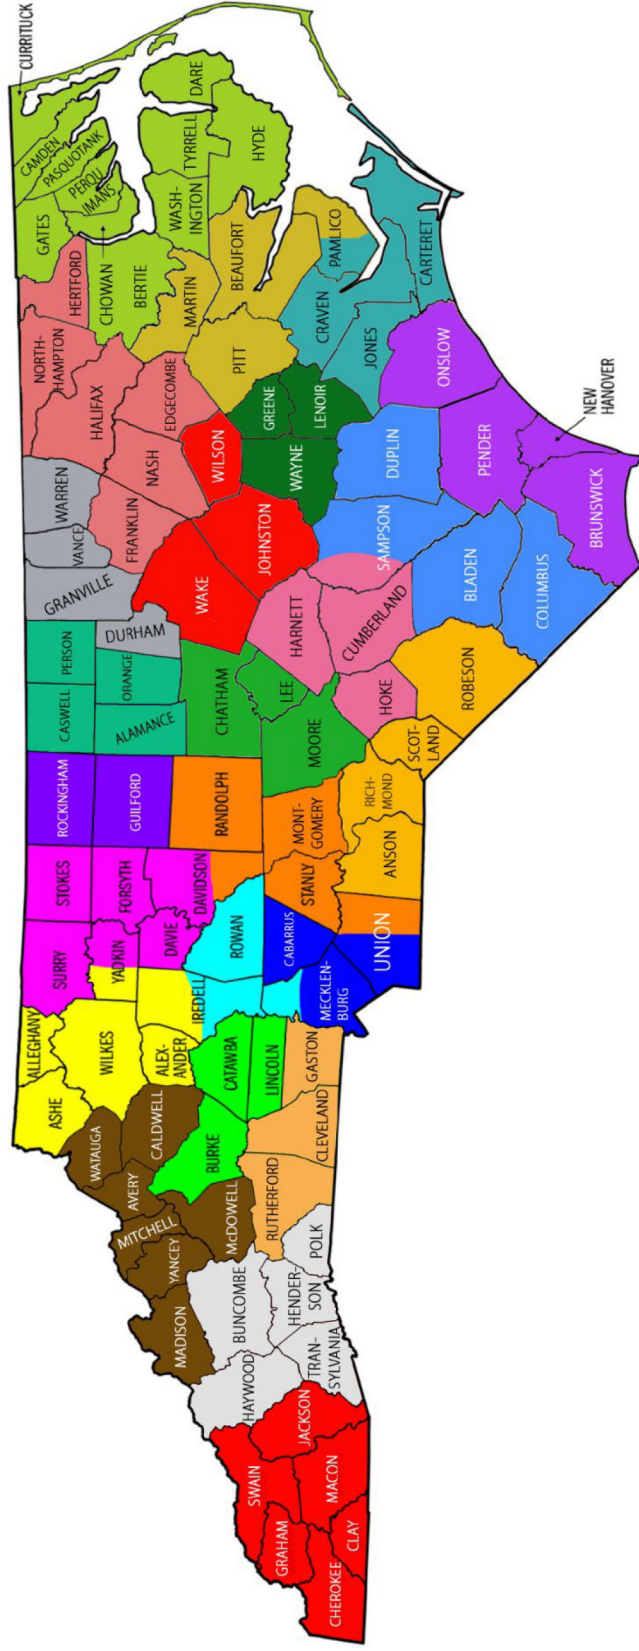 CHEROKEE
GRAHAM
CLAY
SWAIN
MACON
JACKSON
HAYWOOD
TRAN-
SYLVANIA
MADISON
BUNCOMBE
HENDER-
SON
POLK
YANCEY
MITCHELL
McDOWELL
RUTHERFORD
AVERY
WATAUGA
CALDWELL
BURKE
CLEVELAND
ASHE
ALLEGHANY
WILKES
ALEX-
ANDER
CATAWBA
LINCOLN
GASTON
IREDELL
SURRY
YADKIN
DAVIE
ROWAN
CABARRUS
MECKLEN-
BURG
UNION
STOKES
FORSYTH
DAVIDSON
STANLY
ANSON
ROCKINGHAM
GUILFORD
RANDOLPH
MONT-
GOMERY
RICH-
MOND
CASWELL
ALAMANCE
PERSON
ORANGE
CHATHAM
LEE
MOORE
HOKE
SCOT-
LAND
ROBESON
DURHAM
GRANVILLE
VANCE
WARREN
FRANKLIN
WAKE
HARNETT
CUMBERLAND
JOHNSTON
SAMPSON
BLADEN
COLUMBUS
BRUNSWICK
NEW
HANOVER
PENDER
DUPLIN
ONSLOW
WAYNE
GREENE
LENOIR
WILSON
NASH
EDGECOMBE
HALIFAX
NORTH-
HAMPTON
HERTFORD
BERTIE
MARTIN
PITT
BEAUFORT
CRAVEN
PAMLICO
JONES
CARTERET
GATES
CHOWAN
PERQU
IMANS
PASQUOTANK
CAMDEN
CURRITUCK
WASH-
INGTON
TYRRELL
DARE
HYDE